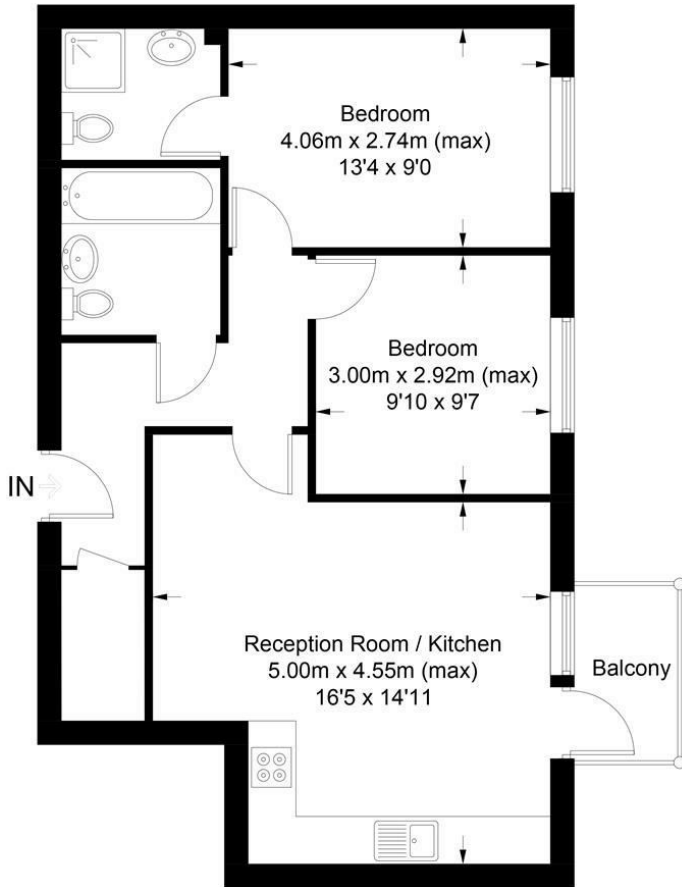 Bedroom
4.06m x 2.74m (max)
13'4 x 9'0
Bedroom
3.00m x 2.92m (max)
9'10 x 9'7
IN
Reception Room / Kitchen
5.00m x 4.55m (max)
16'5 x 14'11
Balcony